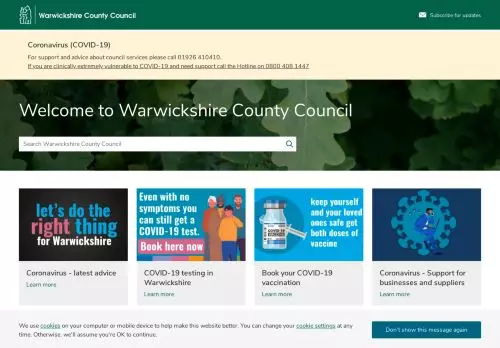 Warwickshire County Council
Subscribe for updates
Coronavirus (COVID-19)
For support and advice about council services please call 01926 410410.
If you are clinically extremely vulnerable to COVID-19 and need support call the Hotline on 0800 408 1447
Welcome to Warwickshire County Council
Search Warwickshire County Council
let's do the
right thing
for Warwickshire
Coronavirus - latest advice
Learn more
Even with no
symptoms you
can still get a
COVID-19 test.
Book here now
COVID-19 testing in
Warwickshire
Learn more
keep yourself
and your loved
ones safe get
both doses of
vaccine
Book your COVID-19
vaccination
Learn more
Coronavirus - Support for
businesses and suppliers
Learn more
We use cookies on your computer or mobile device to help make this website better. You can change your cookie settings at any
time. Otherwise, we'll assume you're OK to continue.
Don't show this message again